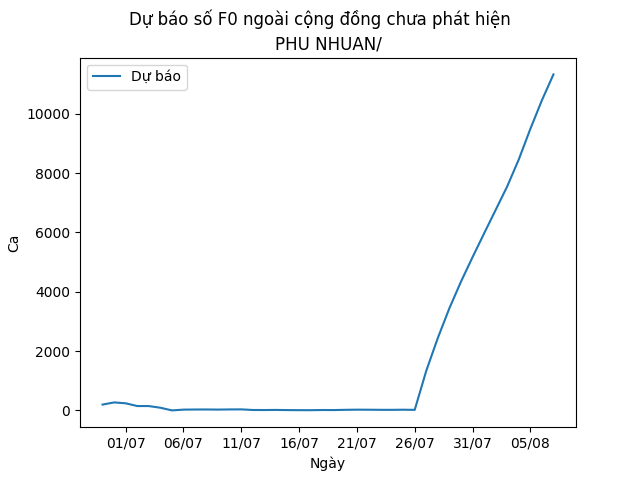 Dự báo số F0 ngoài cộng đồng chưa phát hiện
PHU NHUAN/
Dự báo
10000
8000
6000
4000
2000
0
Ca
01/07 06/07 11/07 16/07 21/07 26/07 31/07 05/08
Ngày